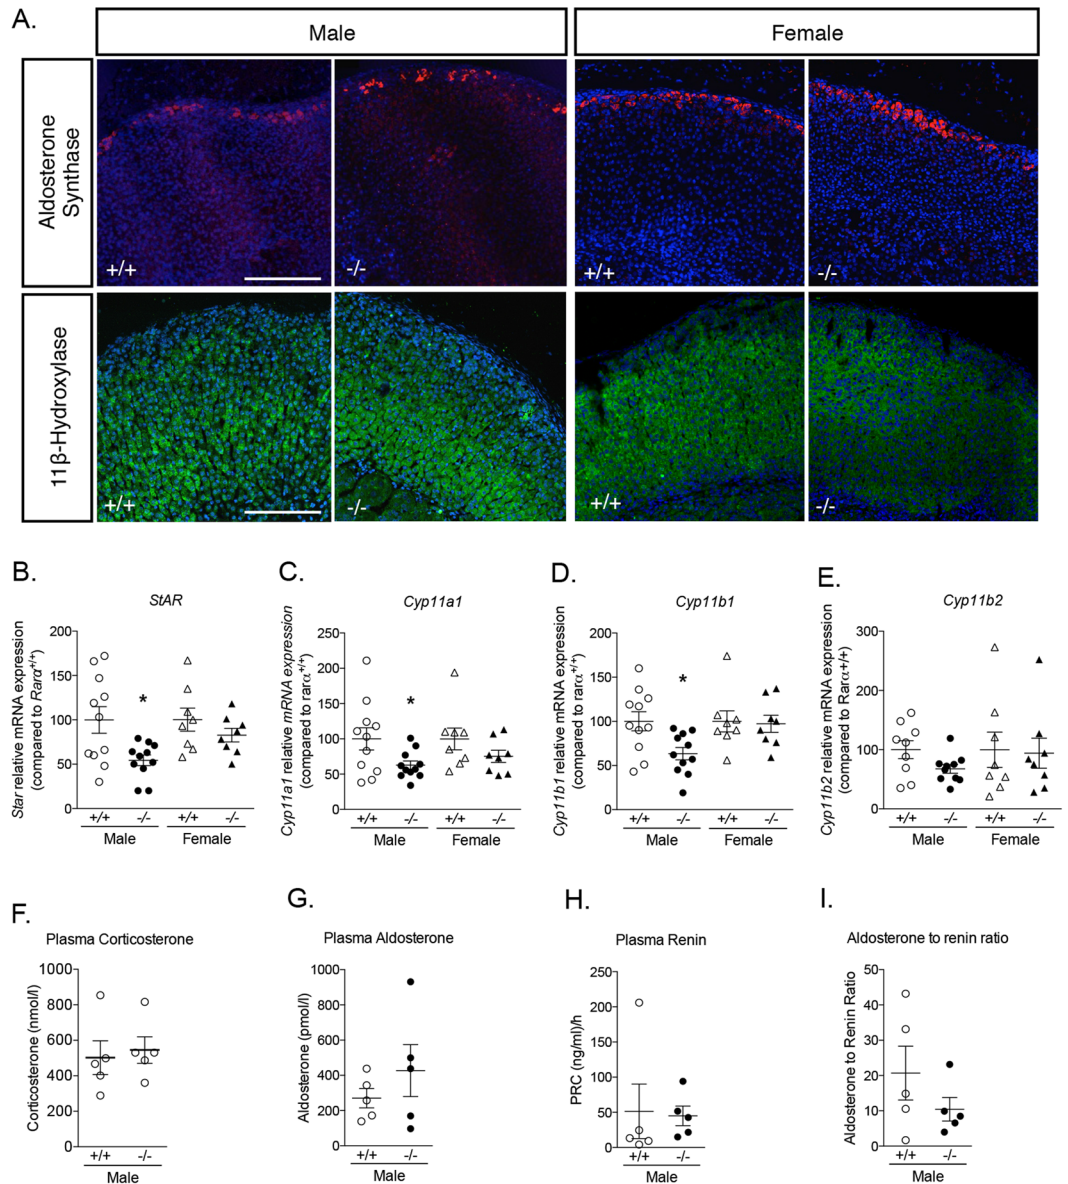 A.
Male
Female
Aldosterone
Synthase
+/+
-/-
+/+
-/-
11β-Hydroxylase
+/+
-/-
+/+
-/-
B.
StAR
Star relative mRNA expression
(compared to Rarα+/+)
200
150
100
50
0
+/+
-/-
+/+
-/-
Male
Female
*
C.
Cyp11a1
Cyp11a1 relative mRNA expression
(compared to rarα+/+)
250
200
150
100
50
0
+/+
-/-
+/+
-/-
Male
Female
*
D.
Cyp11b1
Cyp11b1 relative mRNA expression
(compared to rarα+/+)
200
150
100
50
0
+/+
-/-
+/+
-/-
Male
Female
*
E.
Cyp11b2
Cyp11b2 relative mRNA expression
(compared to Rarα+/+)
300
200
100
0
+/+
-/-
+/+
-/-
Male
Female
F.
Plasma Corticosterone
Corticosterone (nmol/l)
1000
800
600
400
200
0
+/+
-/-
Male
G.
Plasma Aldosterone
Aldosterone (pmol/l)
1000
800
600
400
200
0
+/+
-/-
Male
H.
Plasma Renin
PRC (ng/ml)/h
250
200
150
100
50
0
+/+
-/-
Male
I.
Aldosterone to renin ratio
Aldosterone to Renin Ratio
50
40
30
20
10
0
+/+
-/-
Male